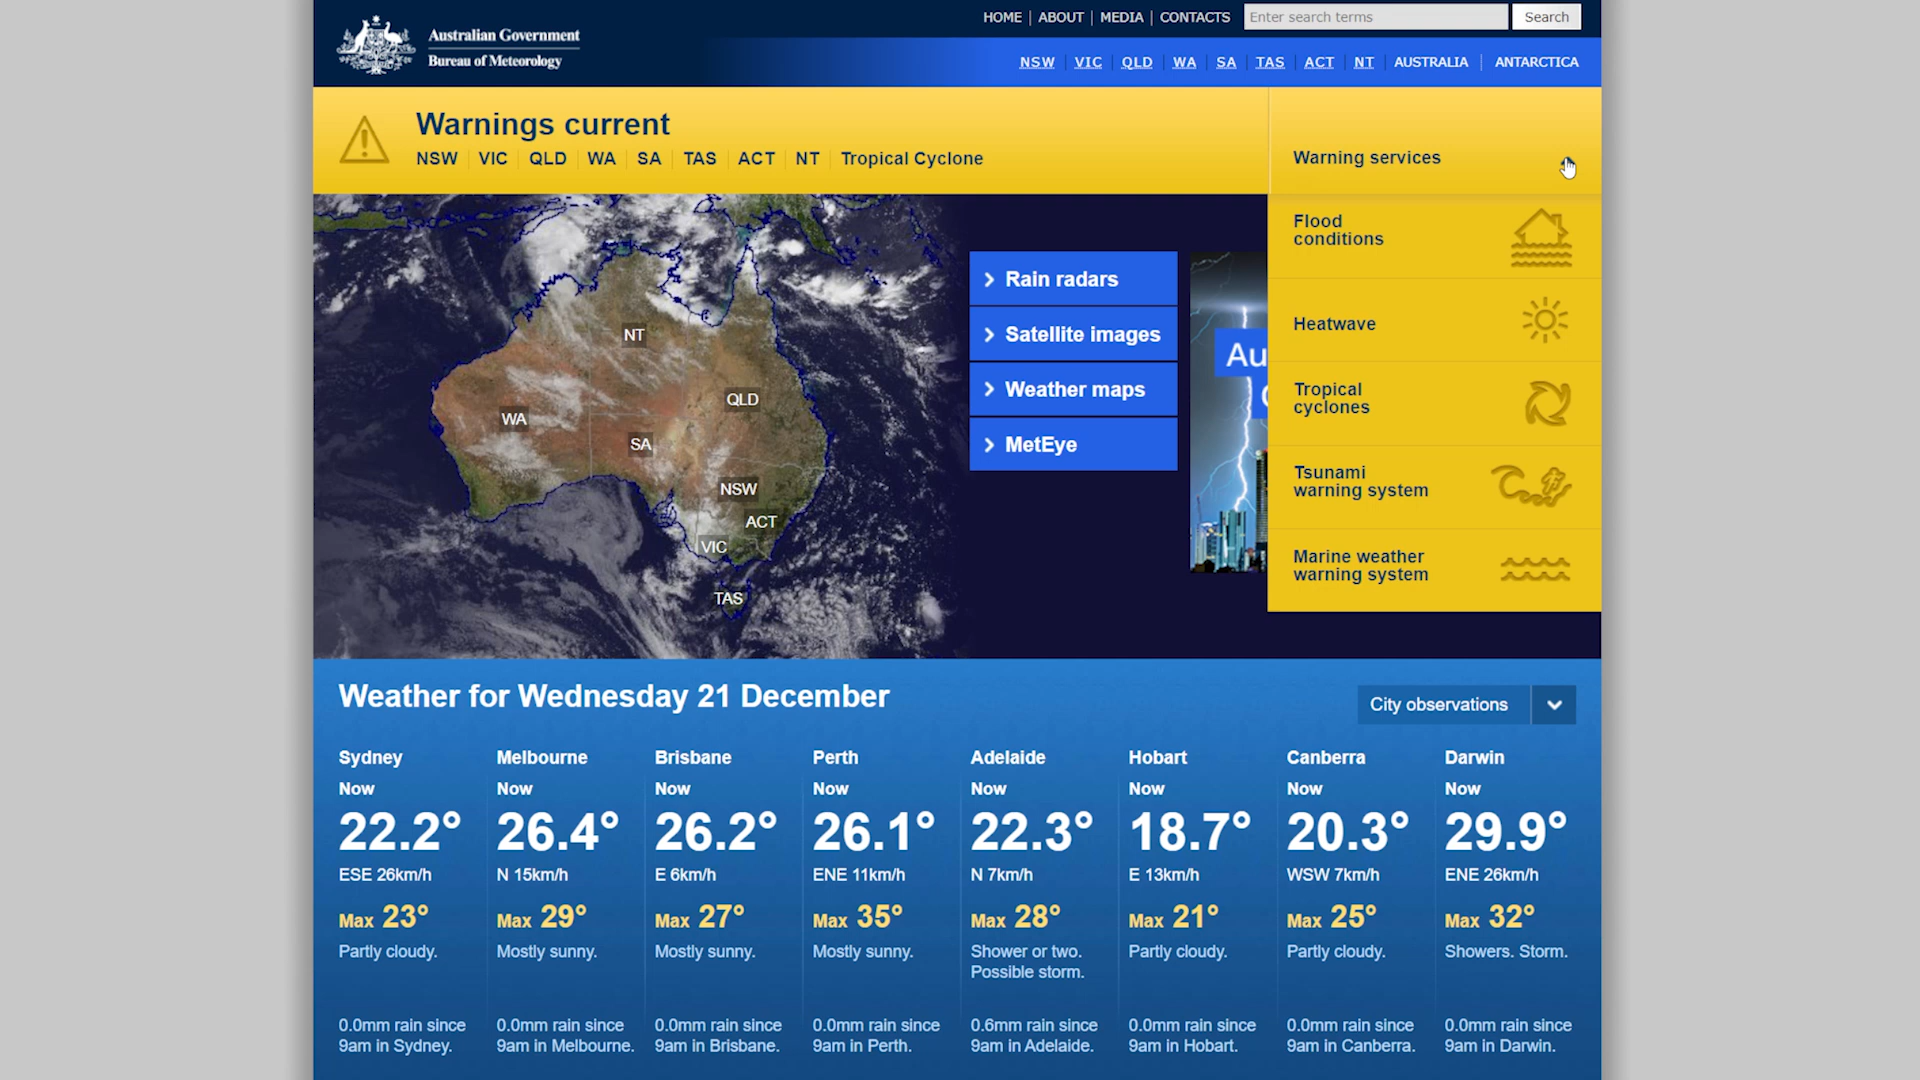 Australian Government
Bureau of Meteorology
HOME ABOUT MEDIA CONTACTS
Enter search terms
Search
NSW VIC QLD WA SA TAS ACT NT AUSTRALIA ANTARCTICA
Warnings current
NSW VIC QLD WA SA TAS ACT NT Tropical Cyclone
Warning services
Flood
conditions
Heatwave
Tropical
cyclones
Tsunami
warning system
Marine weather
warning system
NT
QLD
WA
SA
NSW
ACT
VIC
TAS
Rain radars
Satellite images
Weather maps
MetEye
Weather for Wednesday 21 December
City observations
Sydney Melbourne Brisbane Perth Adelaide Hobart Canberra Darwin
Now Now Now Now Now Now Now Now
22.2° 26.4° 26.2° 26.1° 22.3° 18.7° 20.3° 29.9°
ESE 26km/h N 15km/h E 6km/h ENE 11km/h N 7km/h E 13km/h WSW 7km/h ENE 26km/h
Max 23° Max 29° Max 27° Max 35° Max 28° Max 21° Max 25° Max 32°
Partly cloudy. Mostly sunny. Mostly sunny. Mostly sunny. Shower or two. Partly cloudy. Partly cloudy. Showers. Storm.
Possible storm.
0.0mm rain since 0.0mm rain since 0.0mm rain since 0.0mm rain since 0.6mm rain since 0.0mm rain since 0.0mm rain since 0.0mm rain since
9am in Sydney. 9am in Melbourne. 9am in Brisbane. 9am in Perth. 9am in Adelaide. 9am in Hobart. 9am in Canberra. 9am in Darwin.